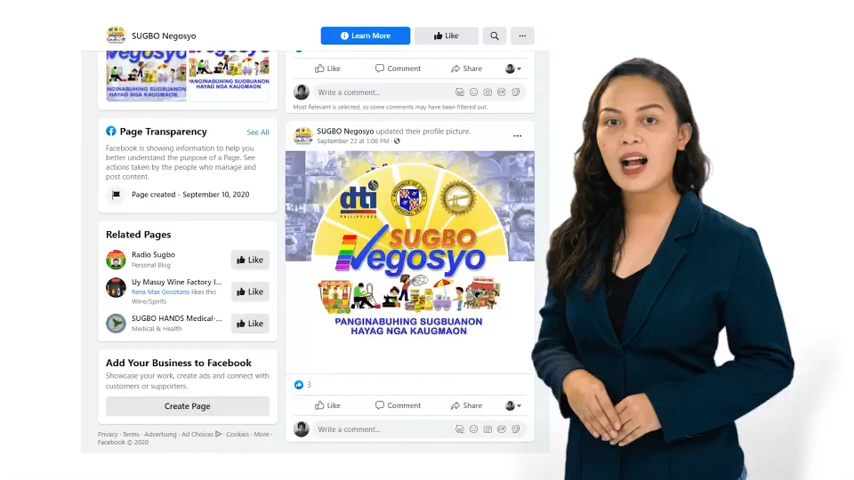 SUGBO Negosyo
Learn More
Like
Negosyo
PANGINABUHING SUGBUANON
HAYAG NGA KAUGMAON
Page Transparency
See All
Facebook is showing information to help you
better understand the purpose of a Page. See
actions taken by the people who manage and
post content.
Page created - September 10, 2020
Related Pages
Radio Sugbo
Personal Blog
Like
Uy Masuy Wine Factory I...
Rena Mae Gocotano likes this
Wine/Spirits
Like
SUGBO HANDS Medical-...
Medical & Health
Like
Add Your Business to Facebook
Showcase your work, create ads and connect with
customers or supporters.
Create Page
Privacy · Terms · Advertising · Ad Choices · Cookies · More ·
Facebook © 2020
Like Comment Share
Write a comment...
Most Relevant is selected, so some comments may have been filtered out.
SUGBO Negosyo updated their profile picture.
September 22 at 1:08 PM ·
dti
PHILIPPINES
SUGBO
Negosyo
PANGINABUHING SUGBUANON
HAYAG NGA KAUGMAON
3
Like Comment Share
Write a comment...